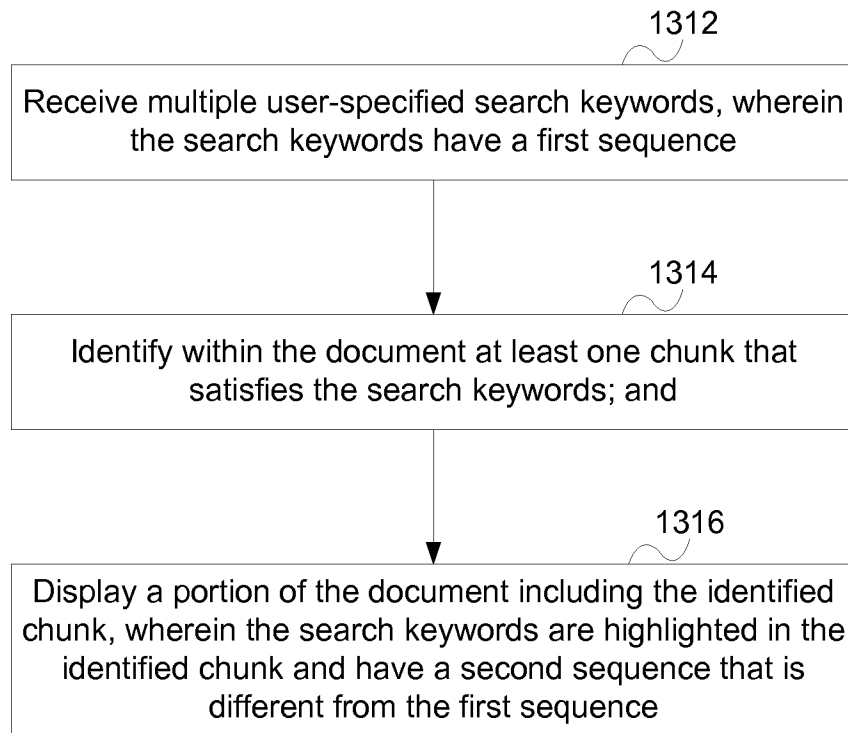 1312
Receive multiple user-specified search keywords, wherein
the search keywords have a first sequence
1314
Identify within the document at least one chunk that
satisfies the search keywords; and
1316
Display a portion of the document including the identified
chunk, wherein the search keywords are highlighted in the
identified chunk and have a second sequence that is
different from the first sequence